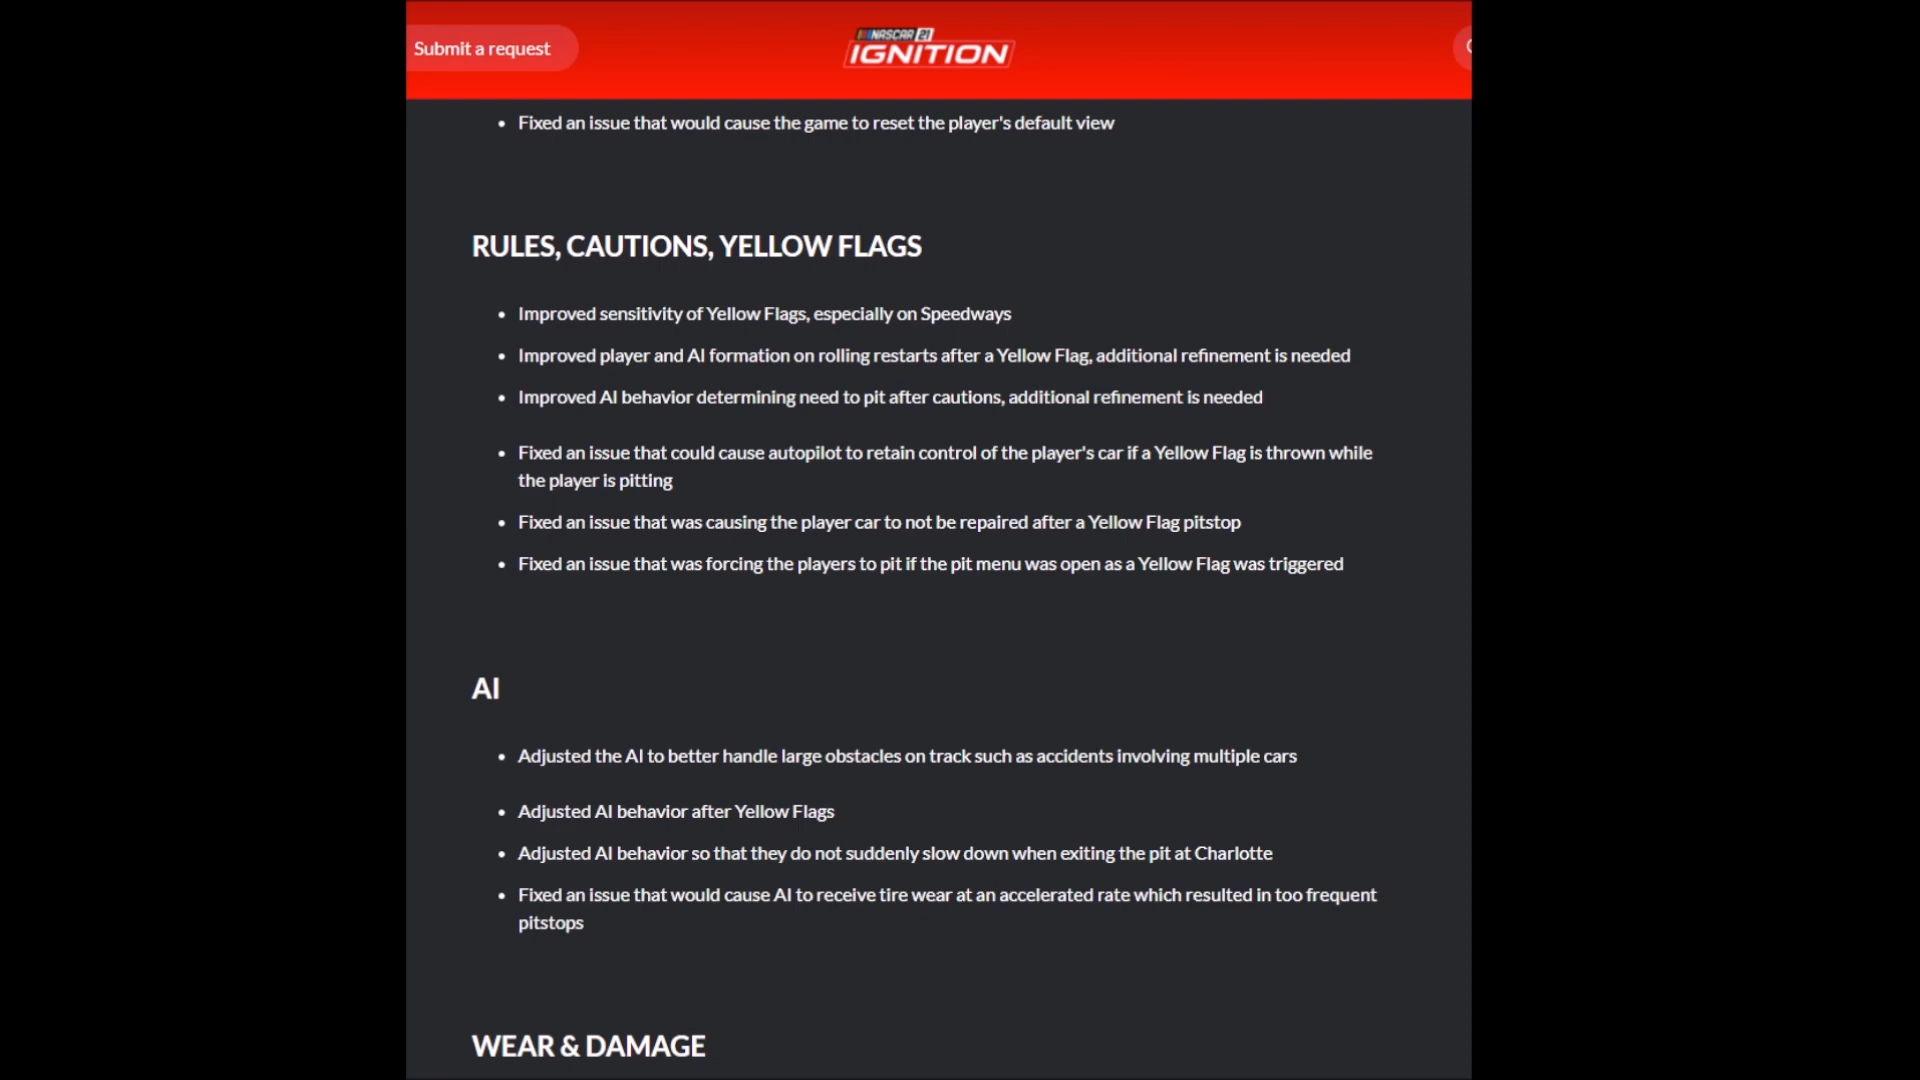 Submit a request
NASCAR 21
IGNITION
Fixed an issue that would cause the game to reset the player's default view
RULES, CAUTIONS, YELLOW FLAGS
Improved sensitivity of Yellow Flags, especially on Speedways
Improved player and AI formation on rolling restarts after a Yellow Flag, additional refinement is needed
Improved AI behavior determining need to pit after cautions, additional refinement is needed
Fixed an issue that could cause autopilot to retain control of the player's car if a Yellow Flag is thrown while
the player is pitting
Fixed an issue that was causing the player car to not be repaired after a Yellow Flag pitstop
Fixed an issue that was forcing the players to pit if the pit menu was open as a Yellow Flag was triggered
AI
Adjusted the AI to better handle large obstacles on track such as accidents involving multiple cars
Adjusted AI behavior after Yellow Flags
Adjusted AI behavior so that they do not suddenly slow down when exiting the pit at Charlotte
Fixed an issue that would cause AI to receive tire wear at an accelerated rate which resulted in too frequent
pitstops
WEAR & DAMAGE